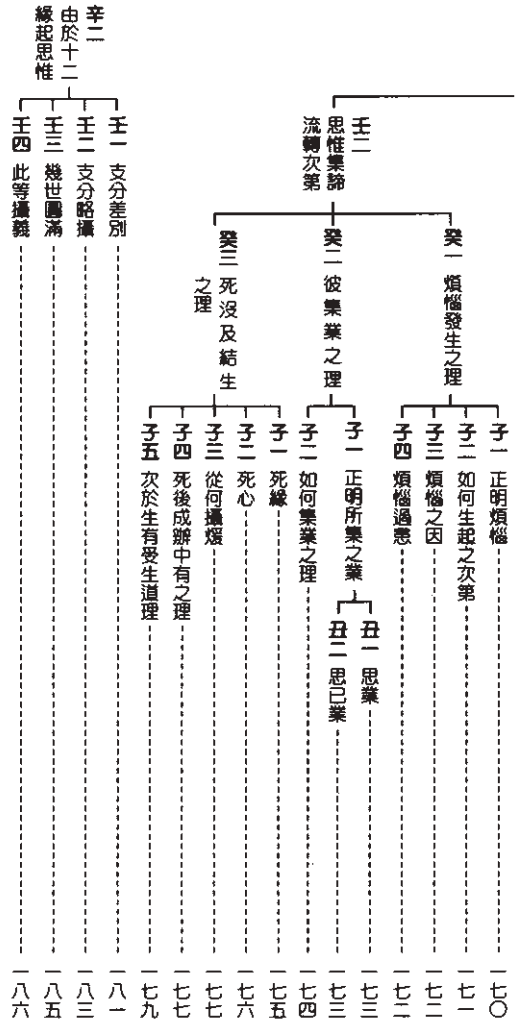 壬二
思惟集諦
流轉次第
癸一 煩惱發生之理
子一 正明煩惱 一七〇
子二 如何生起之次第 一七一
子三 煩惱之因 一七二
子四 煩惱過患 一七二
癸二 彼集業之理
子一 正明所集之業
丑一 思業 一七三
丑二 思已業 一七三
子二 如何集業之理 一七四
癸三 死沒及結生
之理
子一 死緣 一七五
子二 死心 一七六
子三 從何攝煖 一七七
子四 死後成辦中有之理 一七七
子五 次於生有受生道理 一七九
辛二
由於十二
緣起思惟
壬一 支分差別 一八一
壬二 支分略攝 一八三
壬三 幾世圓滿 一八五
壬四 此等攝義 一八六